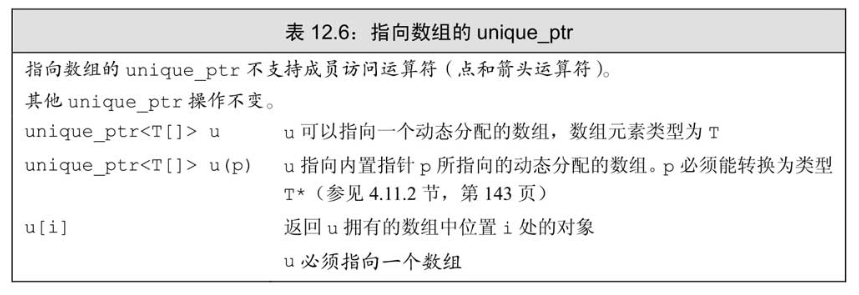 表 12.6：指向数组的 unique_ptr
指向数组的 unique_ptr 不支持成员访问运算符（点和箭头运算符）。
其他 unique_ptr 操作不变。
unique_ptr<T[]> u u 可以指向一个动态分配的数组，数组元素类型为 T
unique_ptr<T[]> u(p) u 指向内置指针 p 所指向的动态分配的数组。p 必须能转换为类型
T*（参见 4.11.2 节，第 143 页）
u[i] 返回 u 拥有的数组中位置 i 处的对象
u 必须指向一个数组